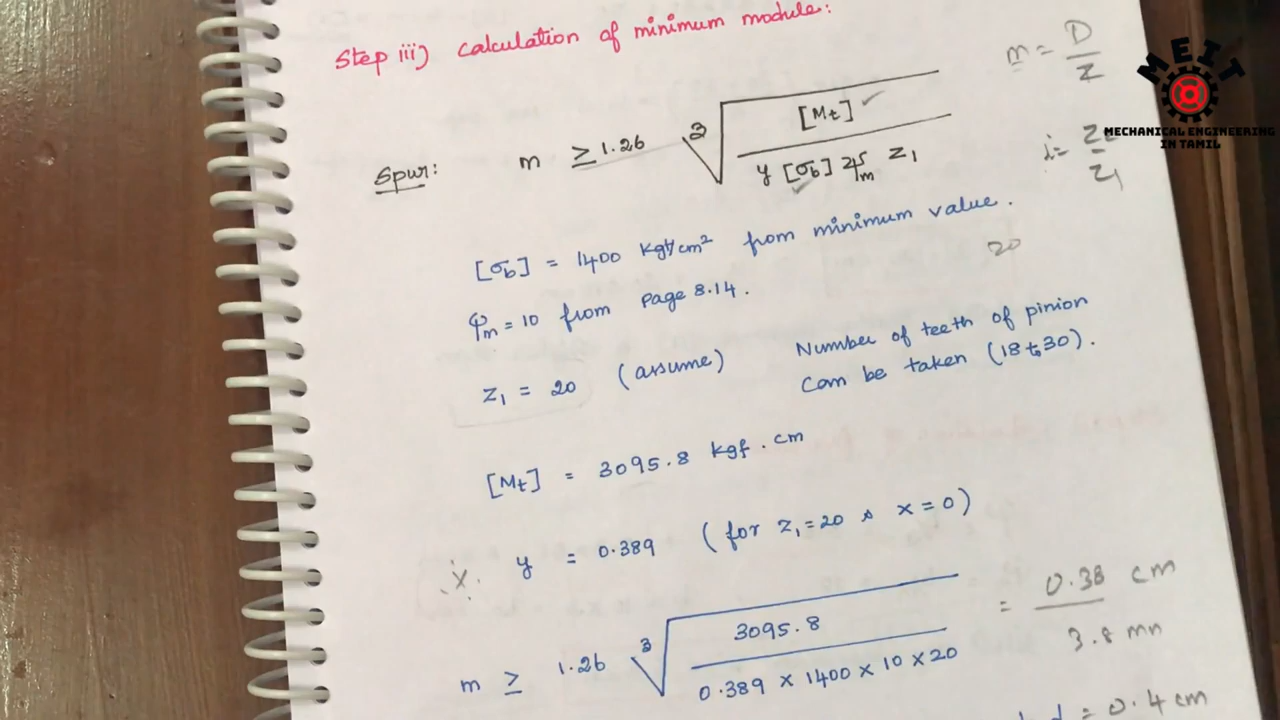 Step iii) calculation of minimum module:
m = D/Z
MEIT
MECHANICAL ENGINEERING
IN TAMIL
Spur: m ≥ 1.26 ∛([Mt] / y [σb] ψm Z1)
i = Z2/Z1
[σb] = 1400 kgf/cm² from minimum value.
20
ψm = 10 from page 8.14.
Z1 = 20 (assume) Number of teeth of pinion
can be taken (18 to 30).
[Mt] = 3095.8 kgf.cm
y = 0.389 (for Z1 = 20 & x = 0)
m ≥ 1.26 ∛(3095.8 / 0.389 × 1400 × 10 × 20) = 0.38 cm
3.8 mm
= 0.4 cm